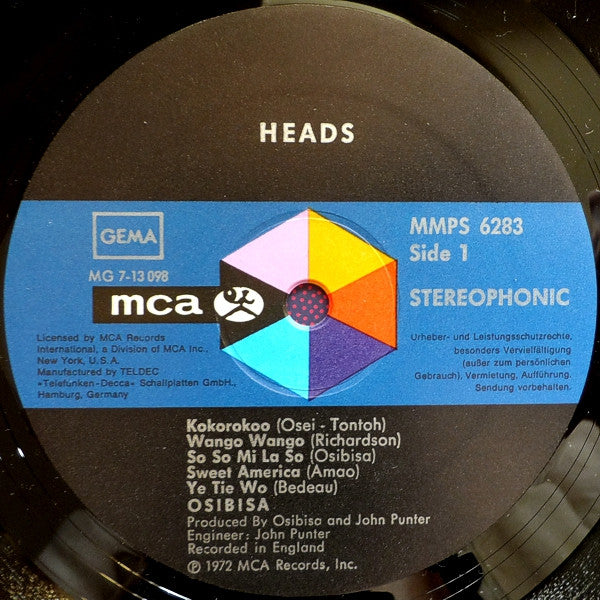 HEADS
GEMA
MG 7-13 098
mca
Licensed by MCA Records
International, a Division of MCA Inc.,
New York, U.S.A.
Manufactured by TELDEC
»Telefunken-Decca« Schallplatten GmbH.,
Hamburg, Germany
MMPS 6283
Side 1
STEREOPHONIC
Urheber- und Leistungsschutzrechte,
besonders Vervielfältigung
(außer zum persönlichen
Gebrauch), Vermietung, Aufführung,
Sendung vorbehalten.
Kokorokoo (Osei - Tontoh)
Wango Wango (Richardson)
So So Mi La So (Osibisa)
Sweet America (Amao)
Ye Tie Wo (Bedeau)
OSIBISA
Produced By Osibisa and John Punter
Engineer: John Punter
Recorded in England
℗ 1972 MCA Records, Inc.